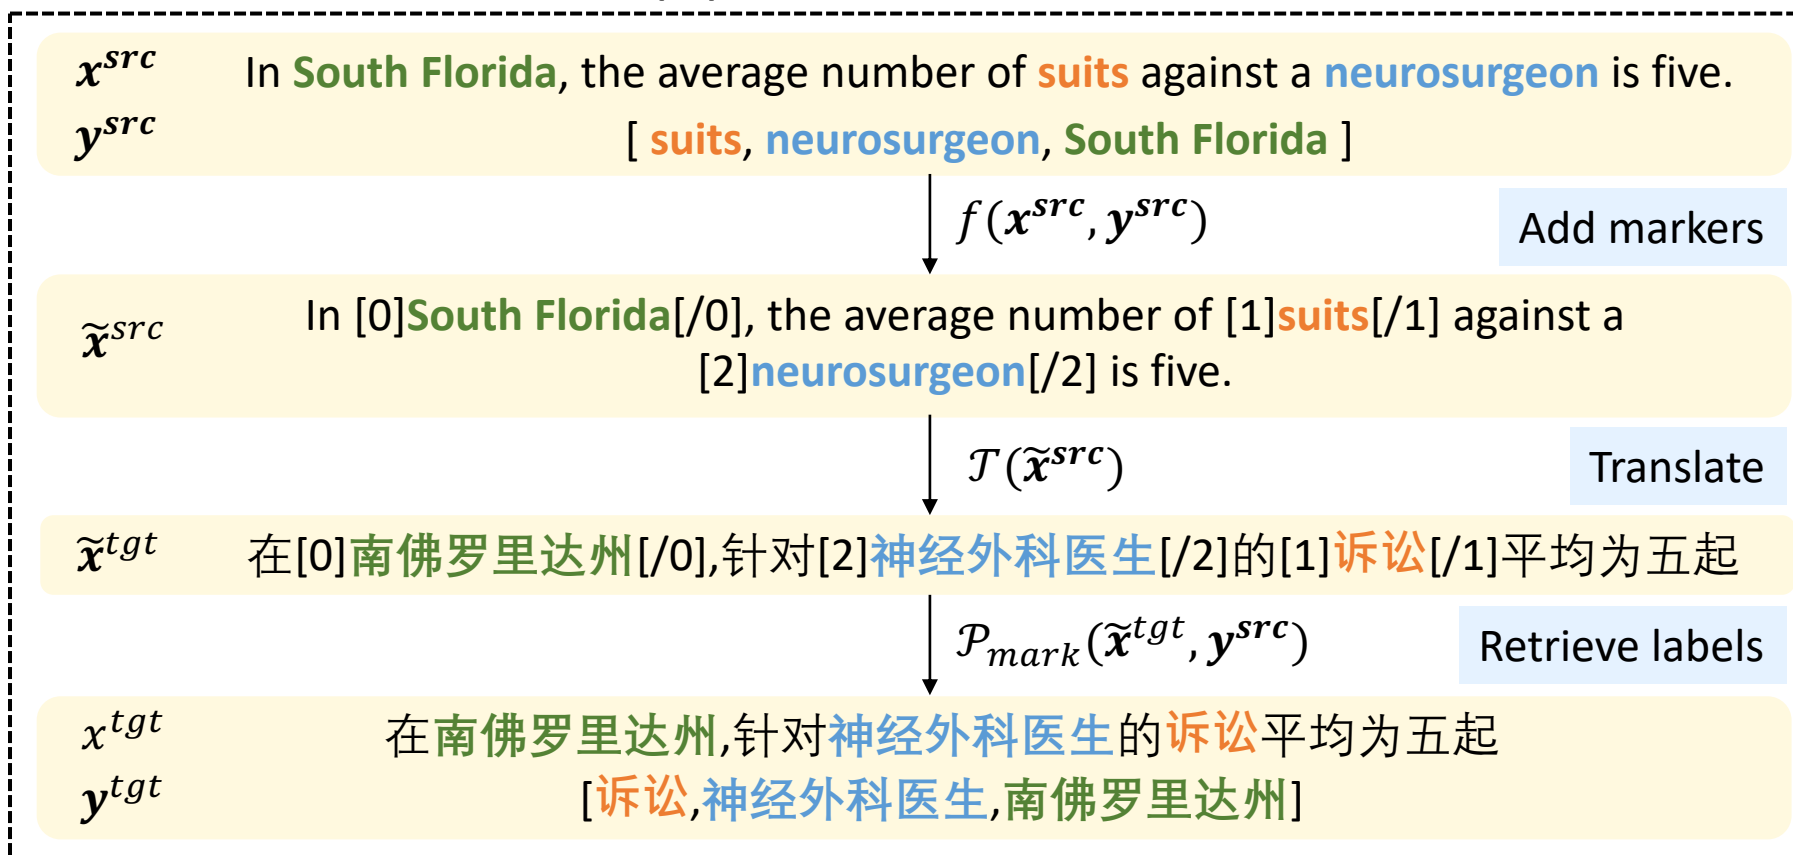 x^src In South Florida, the average number of suits against a neurosurgeon is five.
y^src [ suits, neurosurgeon, South Florida ]
f(x^src, y^src)
Add markers
x̃^src In [0]South Florida[/0], the average number of [1]suits[/1] against a
[2]neurosurgeon[/2] is five.
𝒯(x̃^src)
Translate
x̃^tgt 在[0]南佛罗里达州[/0],针对[2]神经外科医生[/2]的[1]诉讼[/1]平均为五起
𝒫_mark(x̃^tgt, y^src)
Retrieve labels
x^tgt 在南佛罗里达州,针对神经外科医生的诉讼平均为五起
y^tgt [诉讼,神经外科医生,南佛罗里达州]